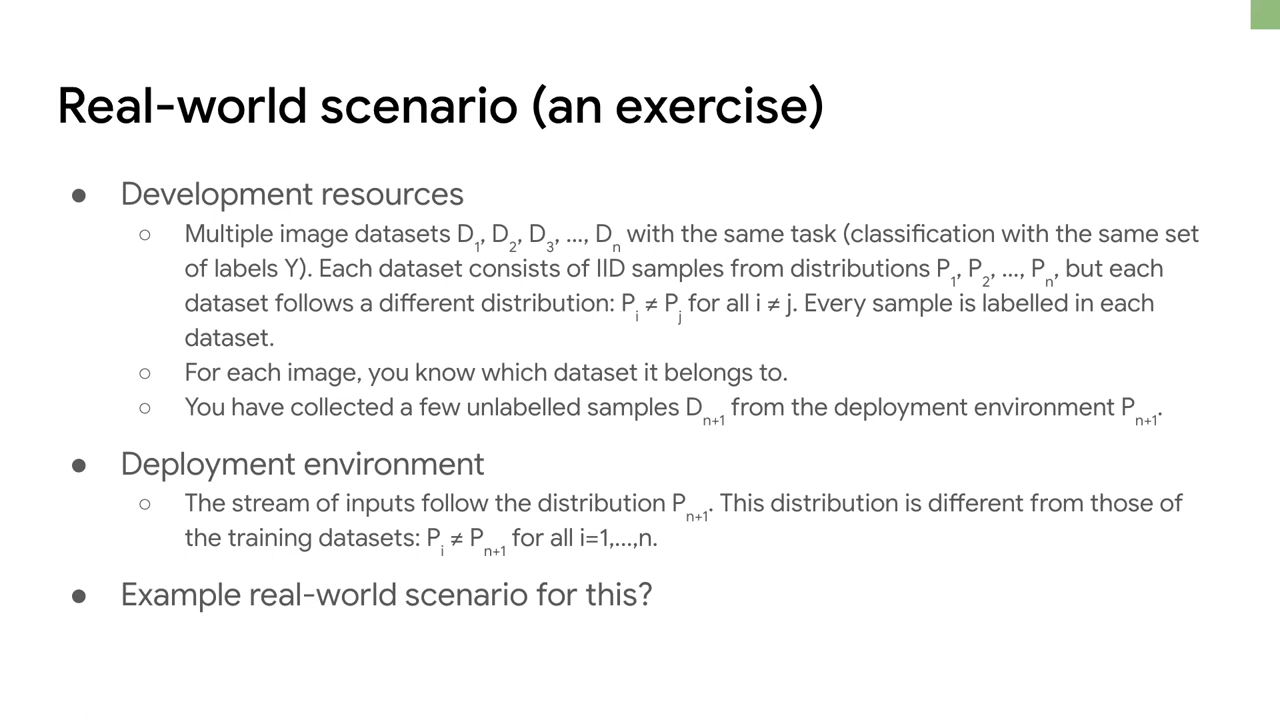 Real-world scenario (an exercise)
● Development resources
○ Multiple image datasets D₁, D₂, D₃, ..., Dₙ with the same task (classification with the same set
of labels Y). Each dataset consists of IID samples from distributions P₁, P₂, ..., Pₙ, but each
dataset follows a different distribution: Pᵢ ≠ Pⱼ for all i ≠ j. Every sample is labelled in each
dataset.
○ For each image, you know which dataset it belongs to.
○ You have collected a few unlabelled samples Dₙ₊₁ from the deployment environment Pₙ₊₁.
● Deployment environment
○ The stream of inputs follow the distribution Pₙ₊₁. This distribution is different from those of
the training datasets: Pᵢ ≠ Pₙ₊₁ for all i=1,...,n.
● Example real-world scenario for this?